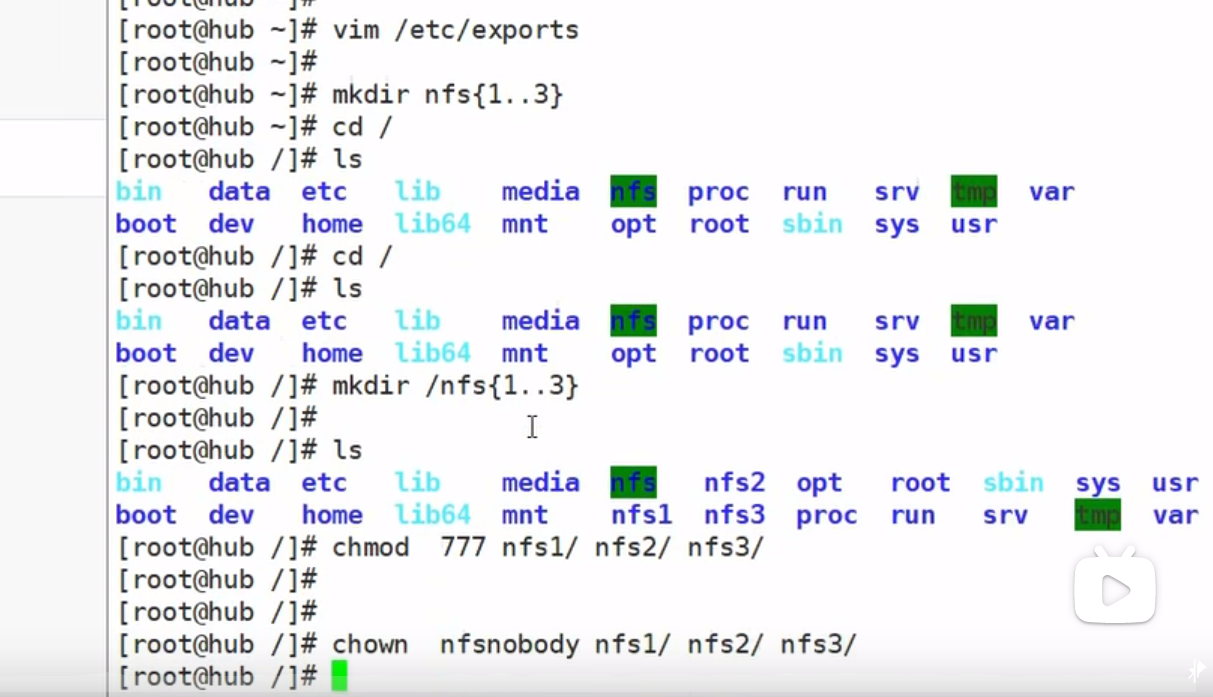 [root@hub ~]# vim /etc/exports
[root@hub ~]#
[root@hub ~]# mkdir nfs{1..3}
[root@hub ~]# cd /
[root@hub /]# ls
bin data etc lib media nfs proc run srv tmp var
boot dev home lib64 mnt opt root sbin sys usr
[root@hub /]# cd /
[root@hub /]# ls
bin data etc lib media nfs proc run srv tmp var
boot dev home lib64 mnt opt root sbin sys usr
[root@hub /]# mkdir /nfs{1..3}
[root@hub /]#
[root@hub /]# ls
bin data etc lib media nfs nfs2 opt root sbin sys usr
boot dev home lib64 mnt nfs1 nfs3 proc run srv tmp var
[root@hub /]# chmod  777 nfs1/ nfs2/ nfs3/
[root@hub /]#
[root@hub /]#
[root@hub /]# chown  nfsnobody nfs1/ nfs2/ nfs3/
[root@hub /]#